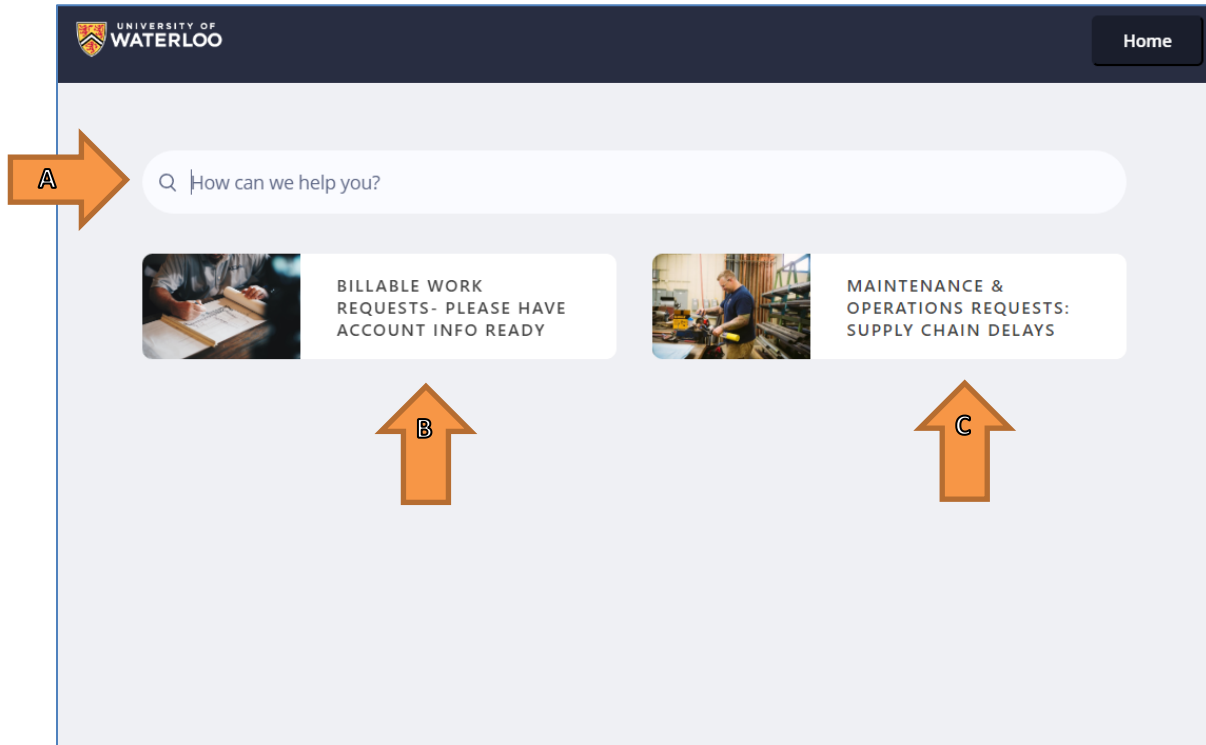 UNIVERSITY OF
WATERLOO
Home
A
How can we help you?
BILLABLE WORK
REQUESTS- PLEASE HAVE
ACCOUNT INFO READY
MAINTENANCE &
OPERATIONS REQUESTS:
SUPPLY CHAIN DELAYS
B
C